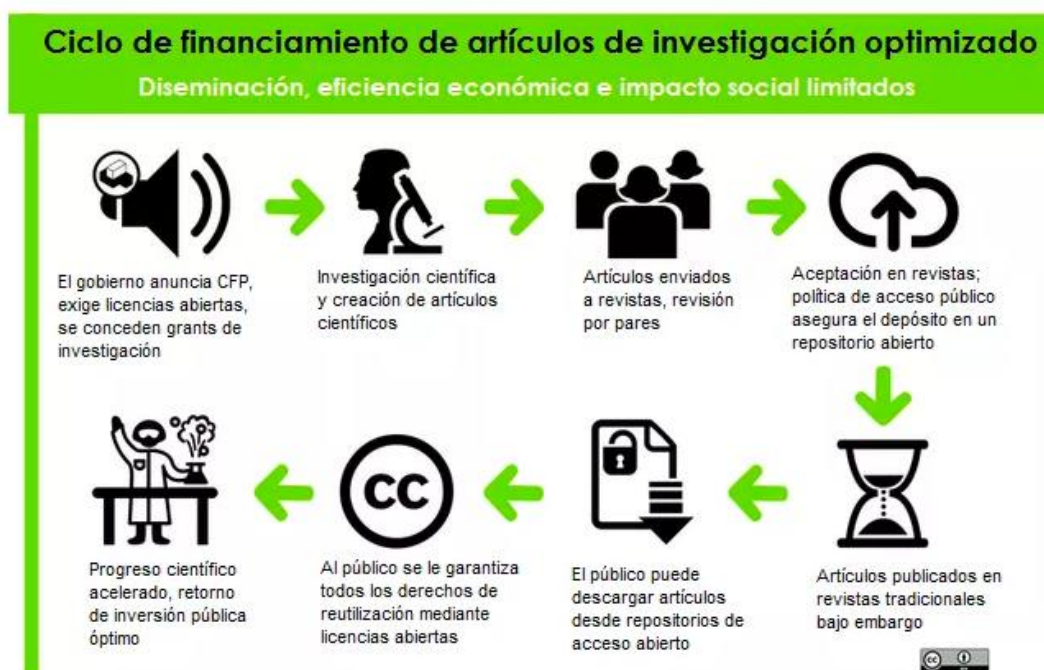 Ciclo de financiamiento de artículos de investigación optimizado
Diseminación, eficiencia económica e impacto social limitados
El gobierno anuncia CFP,
exige licencias abiertas,
se conceden grants de
investigación
Investigación científica
y creación de artículos
científicos
Artículos enviados
a revistas, revisión
por pares
Aceptación en revistas;
política de acceso público
asegura el depósito en un
repositorio abierto
Artículos publicados en
revistas tradicionales
bajo embargo
El público puede
descargar artículos
desde repositorios de
acceso abierto
cc
Al público se le garantiza
todos los derechos de
reutilización mediante
licencias abiertas
Progreso científico
acelerado, retorno
de inversión pública
óptimo
cc